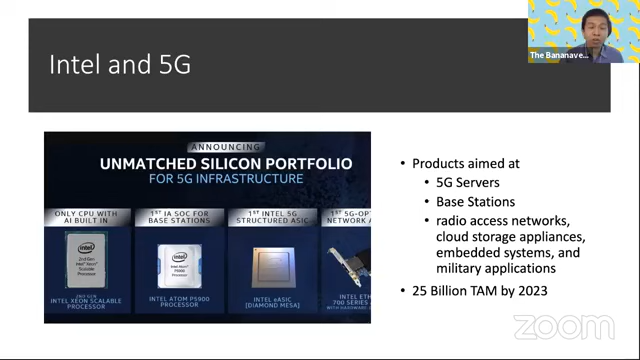 The Bananave...
Intel and 5G
ANNOUNCING
UNMATCHED SILICON PORTFOLIO
FOR 5G INFRASTRUCTURE
ONLY CPU WITH
AI BUILT IN
2nd Gen
Intel Xeon
Scalable
Processor
2ND GEN
INTEL XEON SCALABLE
PROCESSOR
1ST IA SOC FOR
BASE STATIONS
intel
Intel Atom
P5900
Processor
INTEL ATOM P5900
PROCESSOR
1ST INTEL 5G
STRUCTURED ASIC
INTEL eASIC
[DIAMOND MESA]
1ST 5G-OPT
NETWORK A
INTEL ETH
700 SERIES A
WITH HARDWARE
• Products aimed at
• 5G Servers
• Base Stations
• radio access networks,
cloud storage appliances,
embedded systems, and
military applications
• 25 Billion TAM by 2023
zoom